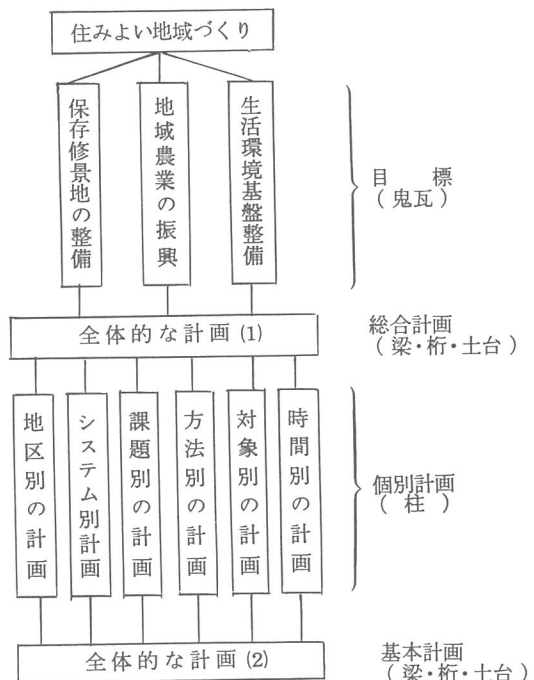 住みよい地域づくり
保存修景地の整備
地域農業の振興
生活環境基盤整備
目標
（鬼瓦）
全体的な計画(1)
総合計画
（梁・桁・土台）
地区別の計画
システム別計画
課題別の計画
方法別の計画
対象別の計画
時間別の計画
個別計画
（柱）
全体的な計画(2)
基本計画
（梁・桁・土台）